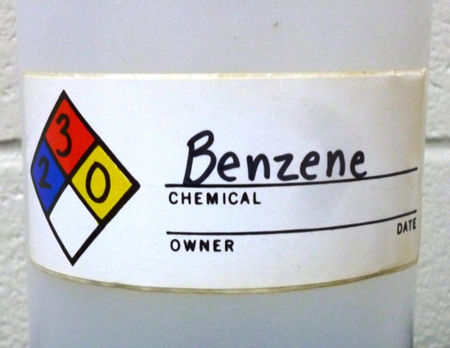 3
2 0
Benzene
CHEMICAL
DATE
OWNER